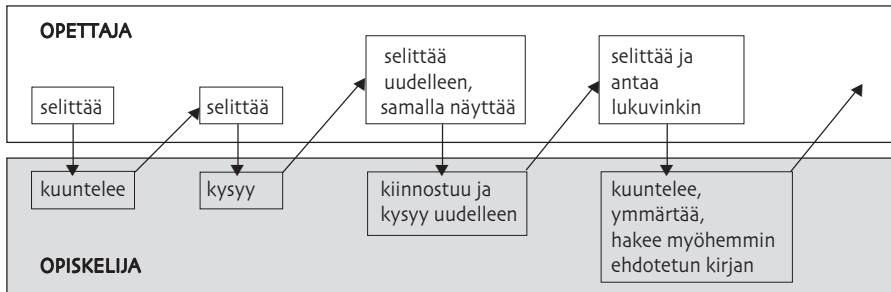 OPETTAJA
selittää
selittää
selittää
uudelleen,
samalla näyttää
selittää ja
antaa
lukuvinkin
kuuntelee
kysyy
kiinnostuu ja
kysyy uudelleen
kuuntelee,
ymmärtää,
hakee myöhemmin
ehdotetun kirjan
OPISKELIJA